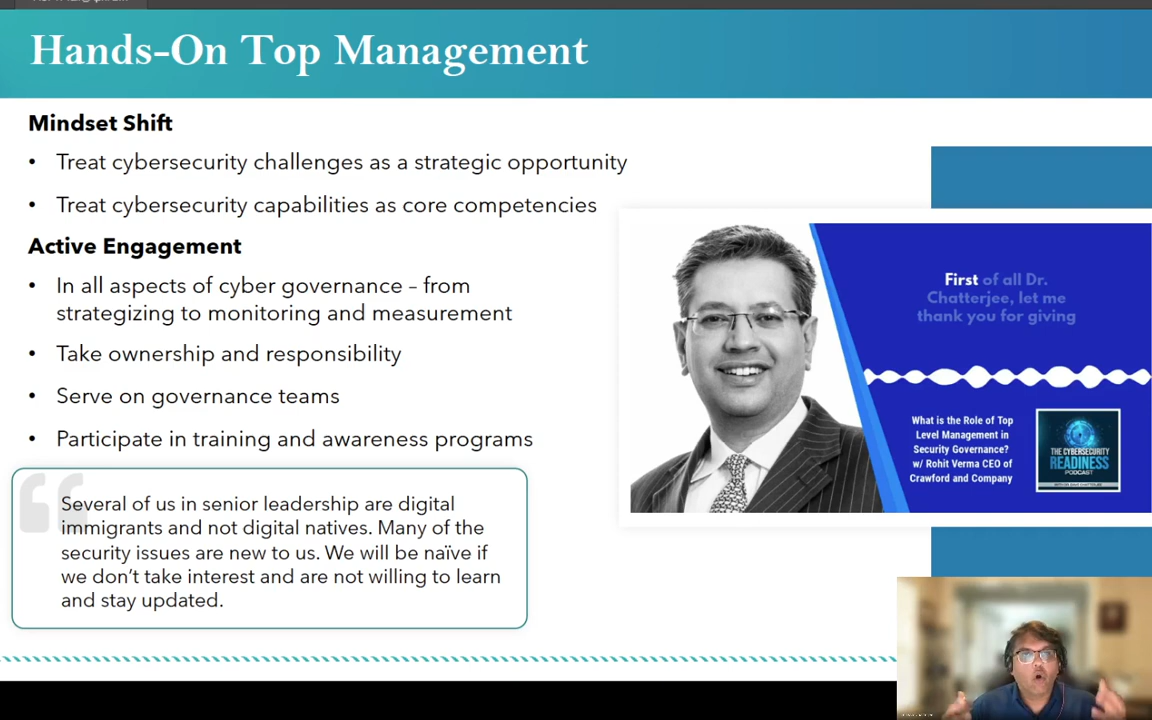 Hands-On Top Management
Mindset Shift
• Treat cybersecurity challenges as a strategic opportunity
• Treat cybersecurity capabilities as core competencies
Active Engagement
• In all aspects of cyber governance – from
strategizing to monitoring and measurement
• Take ownership and responsibility
• Serve on governance teams
• Participate in training and awareness programs
Several of us in senior leadership are digital
immigrants and not digital natives. Many of the
security issues are new to us. We will be naïve if
we don't take interest and are not willing to learn
and stay updated.
First of all Dr.
Chatterjee, let me
thank you for giving
What is the Role of Top
Level Management in
Security Governance?
w/ Rohit Verma CEO of
Crawford and Company
THE CYBERSECURITY
READINESS
PODCAST